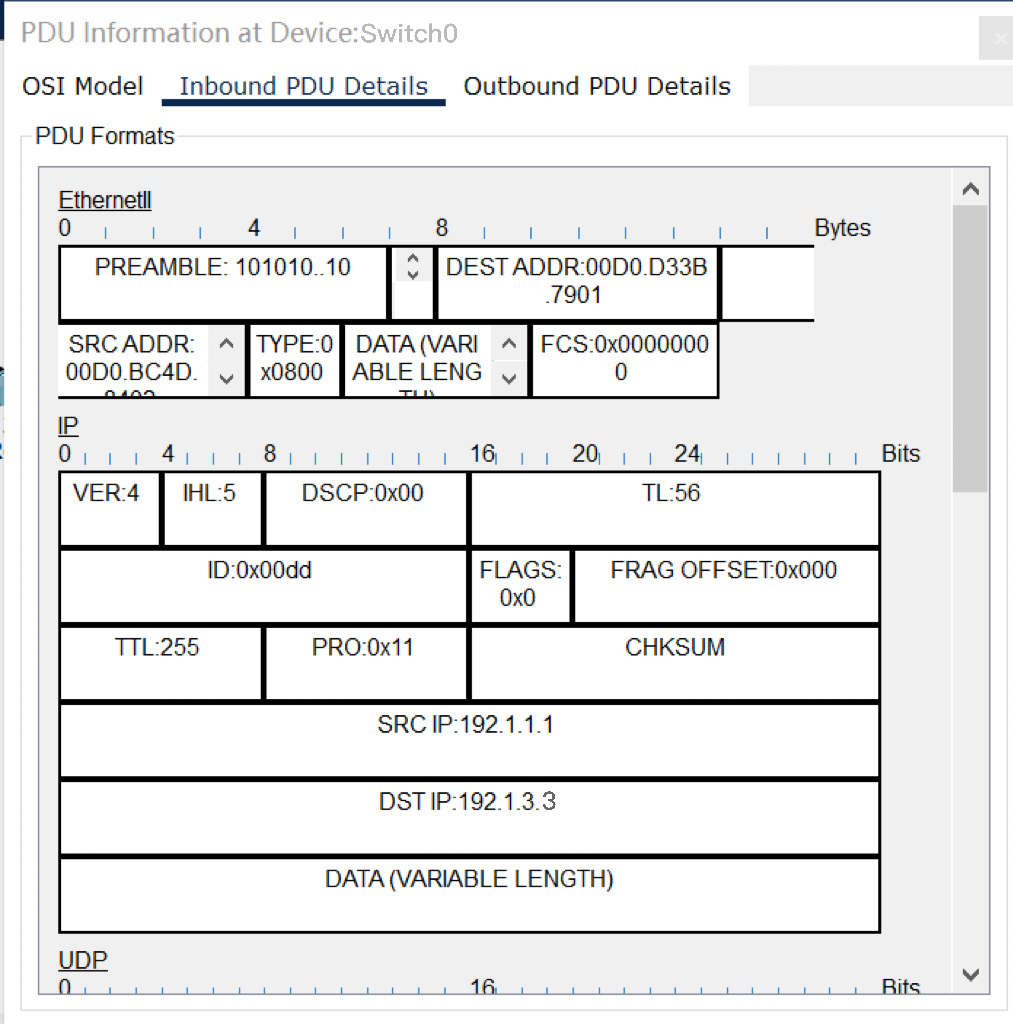 PDU Information at Device:Switch0
OSI Model Inbound PDU Details Outbound PDU Details
PDU Formats
EthernetII
0 4 8 Bytes
PREAMBLE: 101010..10 DEST ADDR:00D0.D33B
.7901
SRC ADDR: TYPE:0 DATA (VARI FCS:0x0000000
00D0.BC4D. x0800 ABLE LENG 0
TH)
IP
0 4 8 16 20 24 Bits
VER:4 IHL:5 DSCP:0x00 TL:56
ID:0x00dd FLAGS: FRAG OFFSET:0x000
0x0
TTL:255 PRO:0x11 CHKSUM
SRC IP:192.1.1.1
DST IP:192.1.3.3
DATA (VARIABLE LENGTH)
UDP
0 16 Bits